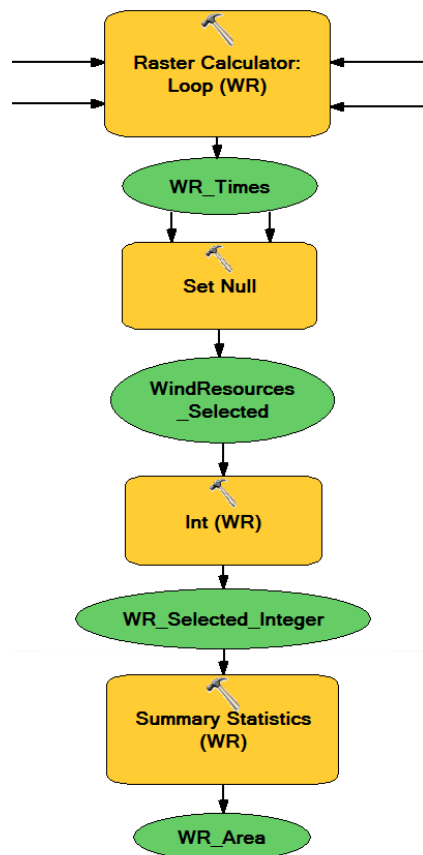 Raster Calculator:
Loop (WR)
WR_Times
Set Null
WindResources
_Selected
Int (WR)
WR_Selected_Integer
Summary Statistics
(WR)
WR_Area